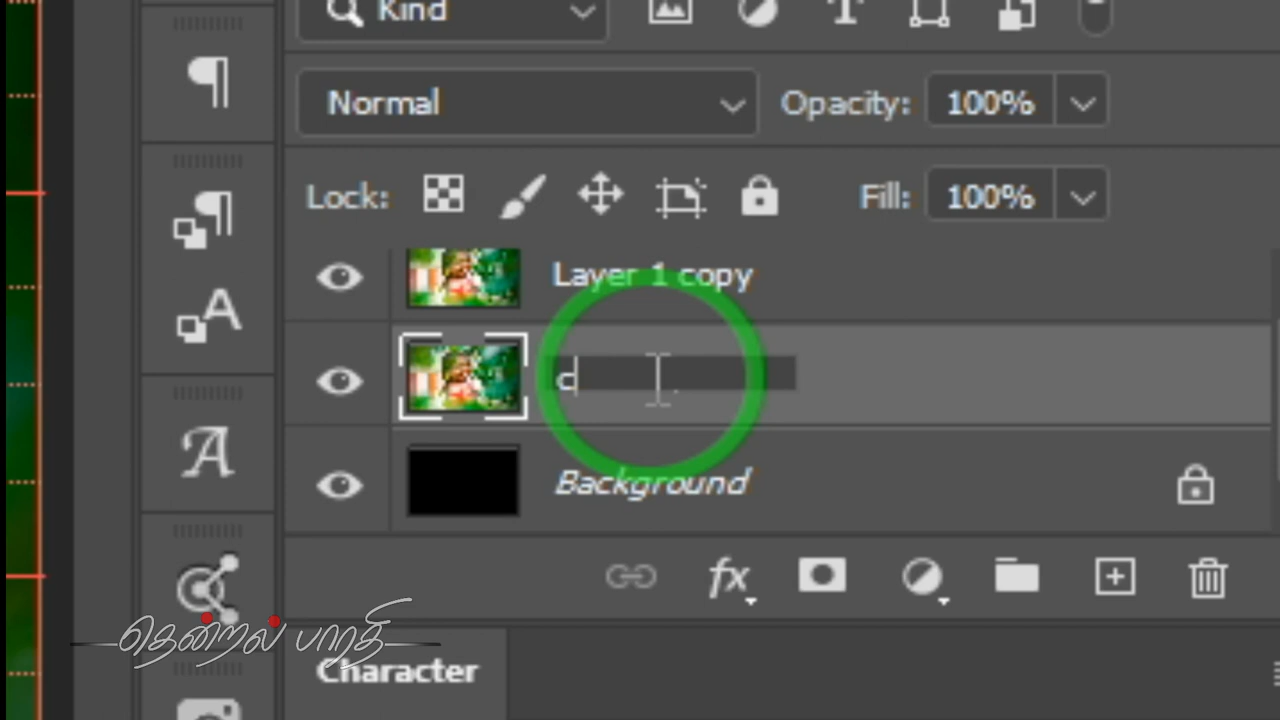 Kind
Normal
Opacity: 100%
Lock:
Fill: 100%
Layer 1 copy
c
Background
fx
தென்றல் பாரதி
Character